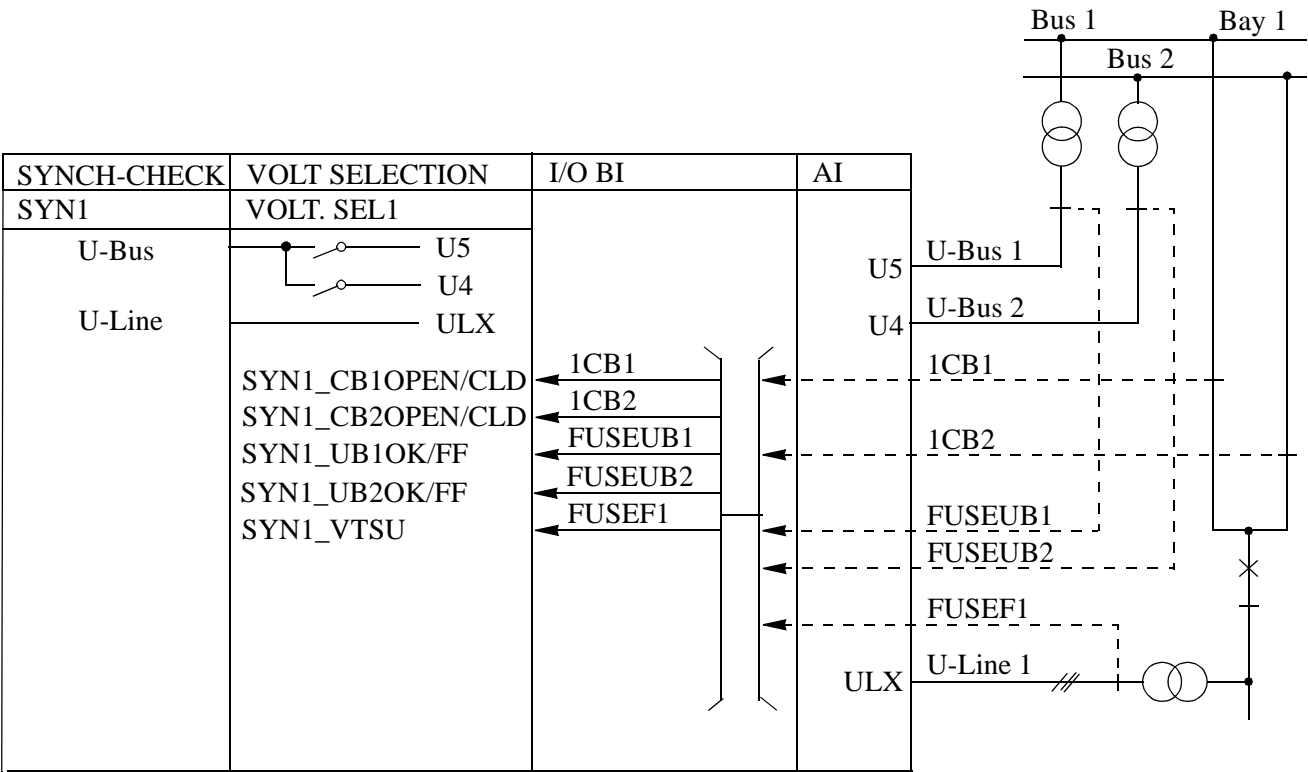 Bus 1
Bay 1
Bus 2
SYNCH-CHECK
VOLT SELECTION
I/O BI
AI
SYN1
VOLT. SEL1
U-Bus
U5
U4
U-Line
ULX
U5
U-Bus 1
U4
U-Bus 2
SYN1_CB1OPEN/CLD
SYN1_CB2OPEN/CLD
SYN1_UB1OK/FF
SYN1_UB2OK/FF
SYN1_VTSU
1CB1
1CB2
FUSEUB1
FUSEUB2
FUSEF1
1CB1
1CB2
FUSEUB1
FUSEUB2
FUSEF1
ULX
U-Line 1